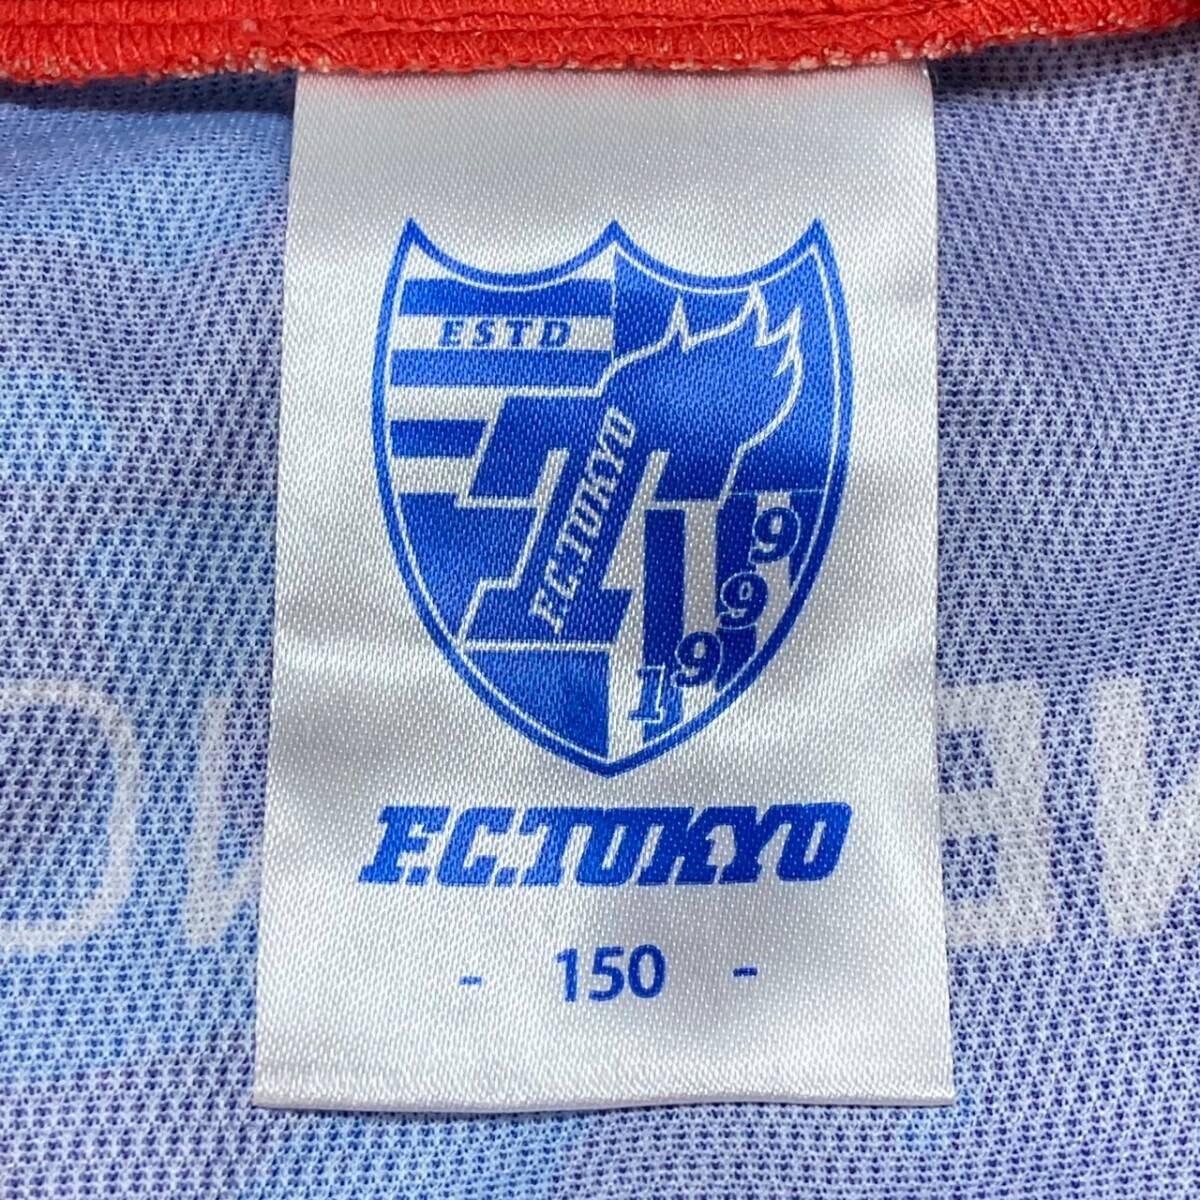 ESTD
F.C.TOKYO
1999
F.C.TOKYO
- 150 -